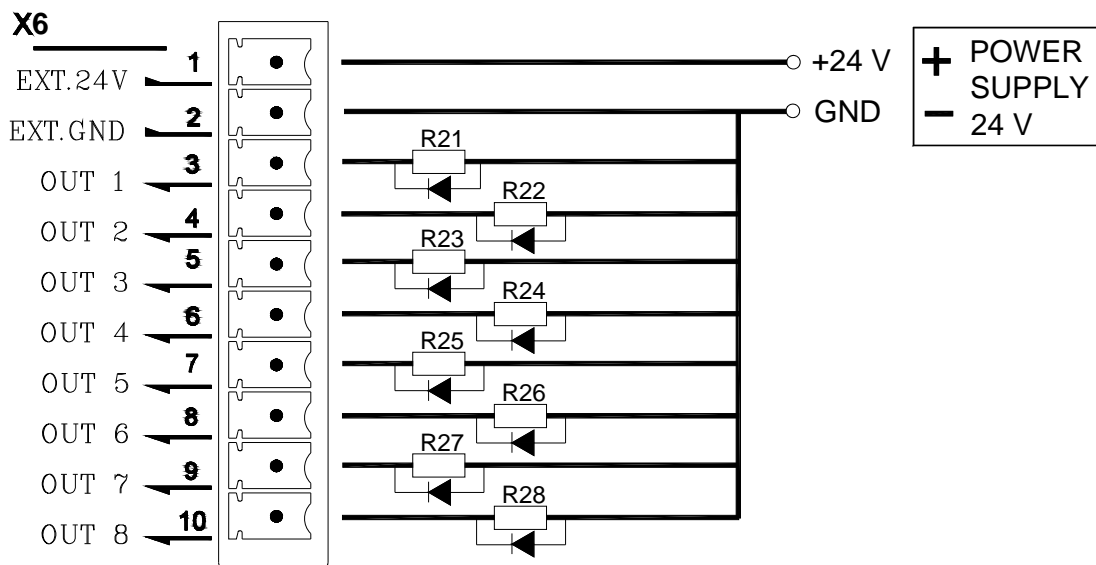 X6
EXT.24V 1
EXT.GND 2
OUT 1 3
OUT 2 4
OUT 3 5
OUT 4 6
OUT 5 7
OUT 6 8
OUT 7 9
OUT 8 10
+24 V
GND
R21
R22
R23
R24
R25
R26
R27
R28
+ POWER
SUPPLY
− 24 V